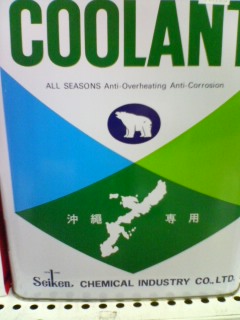 COOLANT
ALL SEASONS Anti-Overheating Anti-Corrosion
沖縄 専用
Seiken CHEMICAL INDUSTRY CO., LTD.